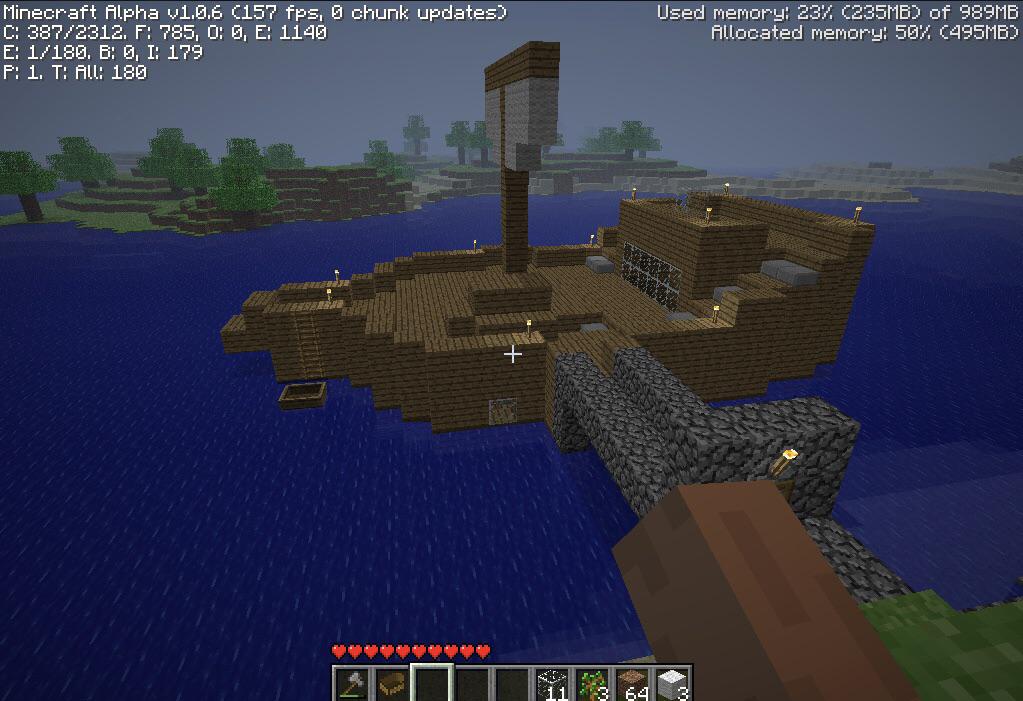 Minecraft Alpha v1.0.6 (157 fps, 0 chunk updates)
C: 387/2312. F: 785, O: 0, E: 1140
E: 1/180. B: 0, I: 179
P: 1. T: All: 180
Used memory: 23% (235MB) of 989MB
Allocated memory: 50% (495MB)
11 3 64 3